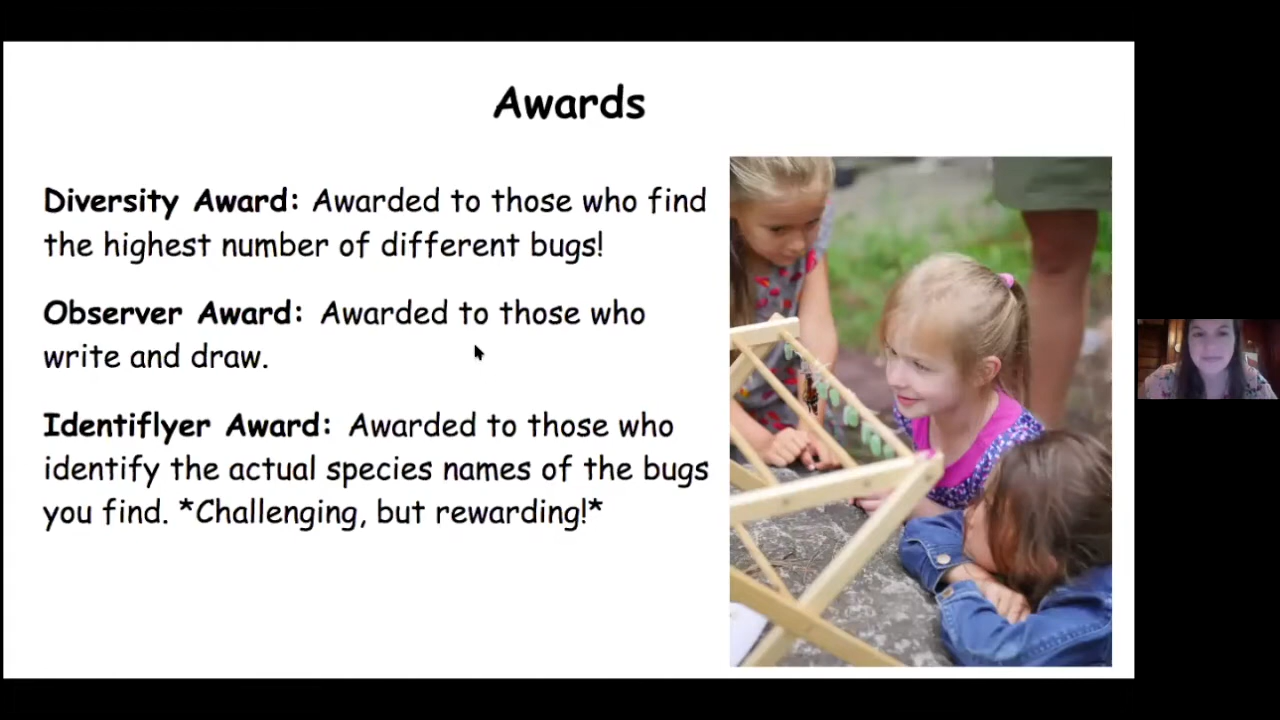 Awards
Diversity Award: Awarded to those who find
the highest number of different bugs!
Observer Award: Awarded to those who
write and draw.
Identiflyer Award: Awarded to those who
identify the actual species names of the bugs
you find. *Challenging, but rewarding!*